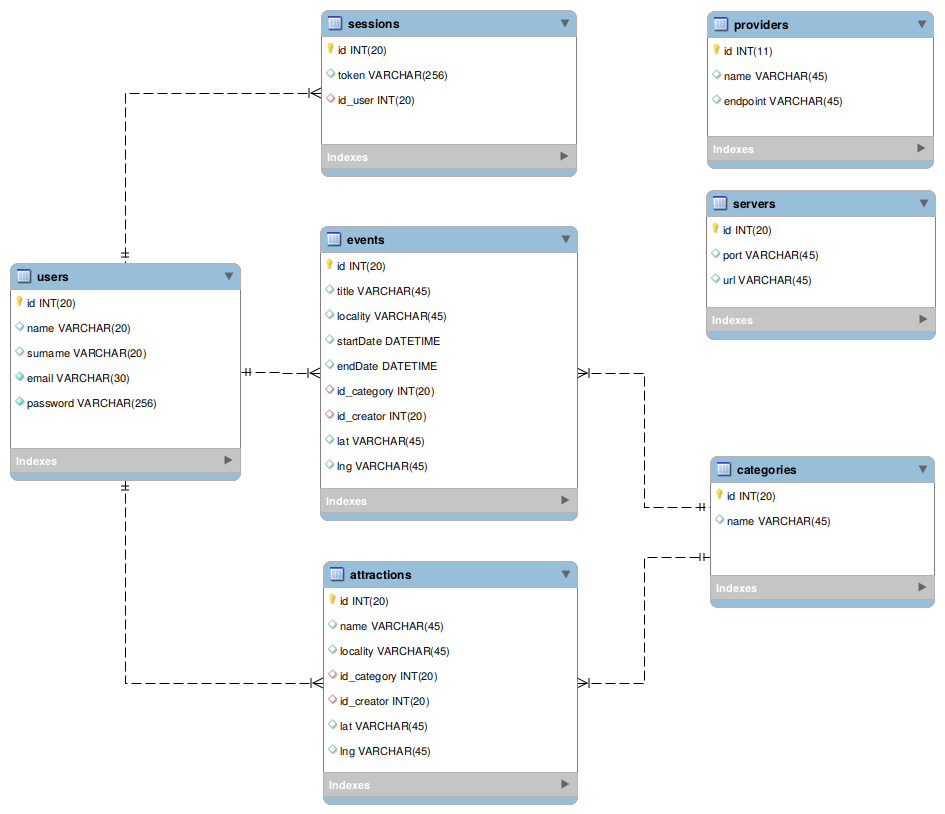 sessions
id INT(20)
token VARCHAR(256)
id_user INT(20)
Indexes
providers
id INT(11)
name VARCHAR(45)
endpoint VARCHAR(45)
Indexes
servers
id INT(20)
port VARCHAR(45)
url VARCHAR(45)
Indexes
users
id INT(20)
name VARCHAR(20)
surname VARCHAR(20)
email VARCHAR(30)
password VARCHAR(256)
Indexes
events
id INT(20)
title VARCHAR(45)
locality VARCHAR(45)
startDate DATETIME
endDate DATETIME
id_category INT(20)
id_creator INT(20)
lat VARCHAR(45)
lng VARCHAR(45)
Indexes
categories
id INT(20)
name VARCHAR(45)
Indexes
attractions
id INT(20)
name VARCHAR(45)
locality VARCHAR(45)
id_category INT(20)
id_creator INT(20)
lat VARCHAR(45)
lng VARCHAR(45)
Indexes